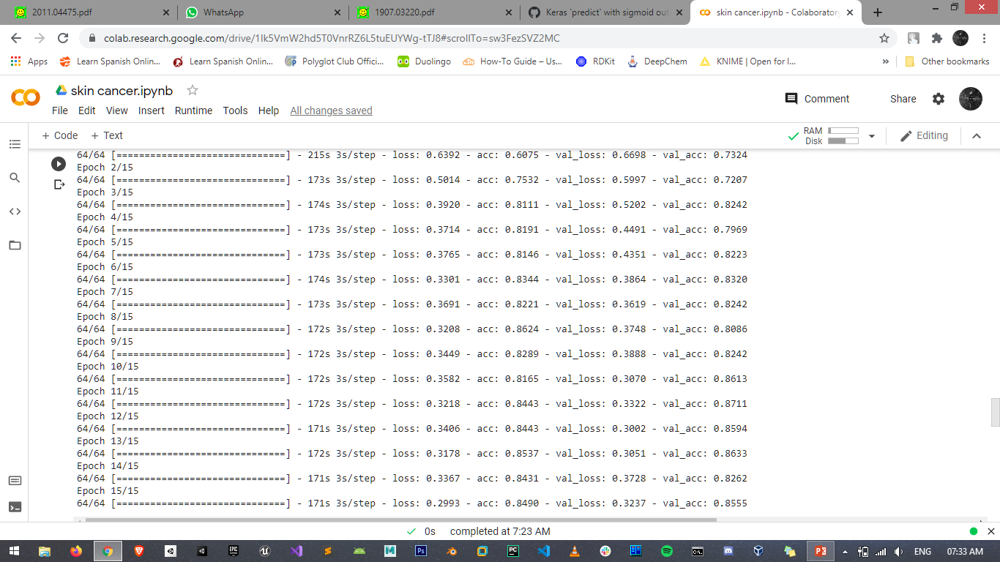 2011.04475.pdf
WhatsApp
1907.03220.pdf
Keras `predict` with sigmoid out
skin cancer.ipynb - Colaboratory
colab.research.google.com/drive/1Ik5VmW2hd5T0VnrRZ6L5tuEUYWg-tTJ8#scrollTo=sw3FezSVZ2MC
Apps
Learn Spanish Onlin...
Learn Spanish Onlin...
Polyglot Club Offici...
Duolingo
How-To Guide – Us...
RDKit
DeepChem
KNIME | Open for I...
Other bookmarks
skin cancer.ipynb
File Edit View Insert Runtime Tools Help All changes saved
Comment
Share
+ Code + Text
RAM
Disk
Editing
64/64 [==============================] - 215s 3s/step - loss: 0.6392 - acc: 0.6075 - val_loss: 0.6698 - val_acc: 0.7324
Epoch 2/15
64/64 [==============================] - 173s 3s/step - loss: 0.5014 - acc: 0.7532 - val_loss: 0.5997 - val_acc: 0.7207
Epoch 3/15
64/64 [==============================] - 174s 3s/step - loss: 0.3920 - acc: 0.8111 - val_loss: 0.5202 - val_acc: 0.8242
Epoch 4/15
64/64 [==============================] - 173s 3s/step - loss: 0.3714 - acc: 0.8191 - val_loss: 0.4491 - val_acc: 0.7969
Epoch 5/15
64/64 [==============================] - 173s 3s/step - loss: 0.3765 - acc: 0.8146 - val_loss: 0.4351 - val_acc: 0.8223
Epoch 6/15
64/64 [==============================] - 174s 3s/step - loss: 0.3301 - acc: 0.8344 - val_loss: 0.3864 - val_acc: 0.8320
Epoch 7/15
64/64 [==============================] - 173s 3s/step - loss: 0.3691 - acc: 0.8221 - val_loss: 0.3619 - val_acc: 0.8242
Epoch 8/15
64/64 [==============================] - 172s 3s/step - loss: 0.3208 - acc: 0.8624 - val_loss: 0.3748 - val_acc: 0.8086
Epoch 9/15
64/64 [==============================] - 172s 3s/step - loss: 0.3449 - acc: 0.8289 - val_loss: 0.3888 - val_acc: 0.8242
Epoch 10/15
64/64 [==============================] - 172s 3s/step - loss: 0.3582 - acc: 0.8165 - val_loss: 0.3070 - val_acc: 0.8613
Epoch 11/15
64/64 [==============================] - 172s 3s/step - loss: 0.3218 - acc: 0.8443 - val_loss: 0.3322 - val_acc: 0.8711
Epoch 12/15
64/64 [==============================] - 171s 3s/step - loss: 0.3406 - acc: 0.8443 - val_loss: 0.3002 - val_acc: 0.8594
Epoch 13/15
64/64 [==============================] - 172s 3s/step - loss: 0.3178 - acc: 0.8537 - val_loss: 0.3051 - val_acc: 0.8633
Epoch 14/15
64/64 [==============================] - 171s 3s/step - loss: 0.3367 - acc: 0.8431 - val_loss: 0.3728 - val_acc: 0.8262
Epoch 15/15
64/64 [==============================] - 171s 3s/step - loss: 0.2993 - acc: 0.8490 - val_loss: 0.3237 - val_acc: 0.8555
0s completed at 7:23 AM
ENG 07:33 AM